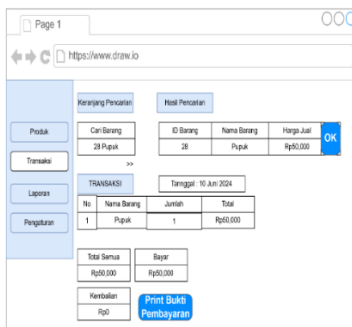 Page 1
https://www.draw.io
Keranjang Pencarian
Hasil Pencarian
Produk
Transaksi
Laporan
Pengaturan
Cari Barang
28 Pupuk
>>
ID Barang Nama Barang Harga Jual
28 Pupuk Rp50,000
OK
TRANSAKSI
Tanggal : 10 Juni 2024
No Nama Barang Jumlah Total
1 Pupuk 1 Rp50,000
Total Semua
Rp50,000
Bayar
Rp50,000
Kembalian
Rp0
Print Bukti
Pembayaran